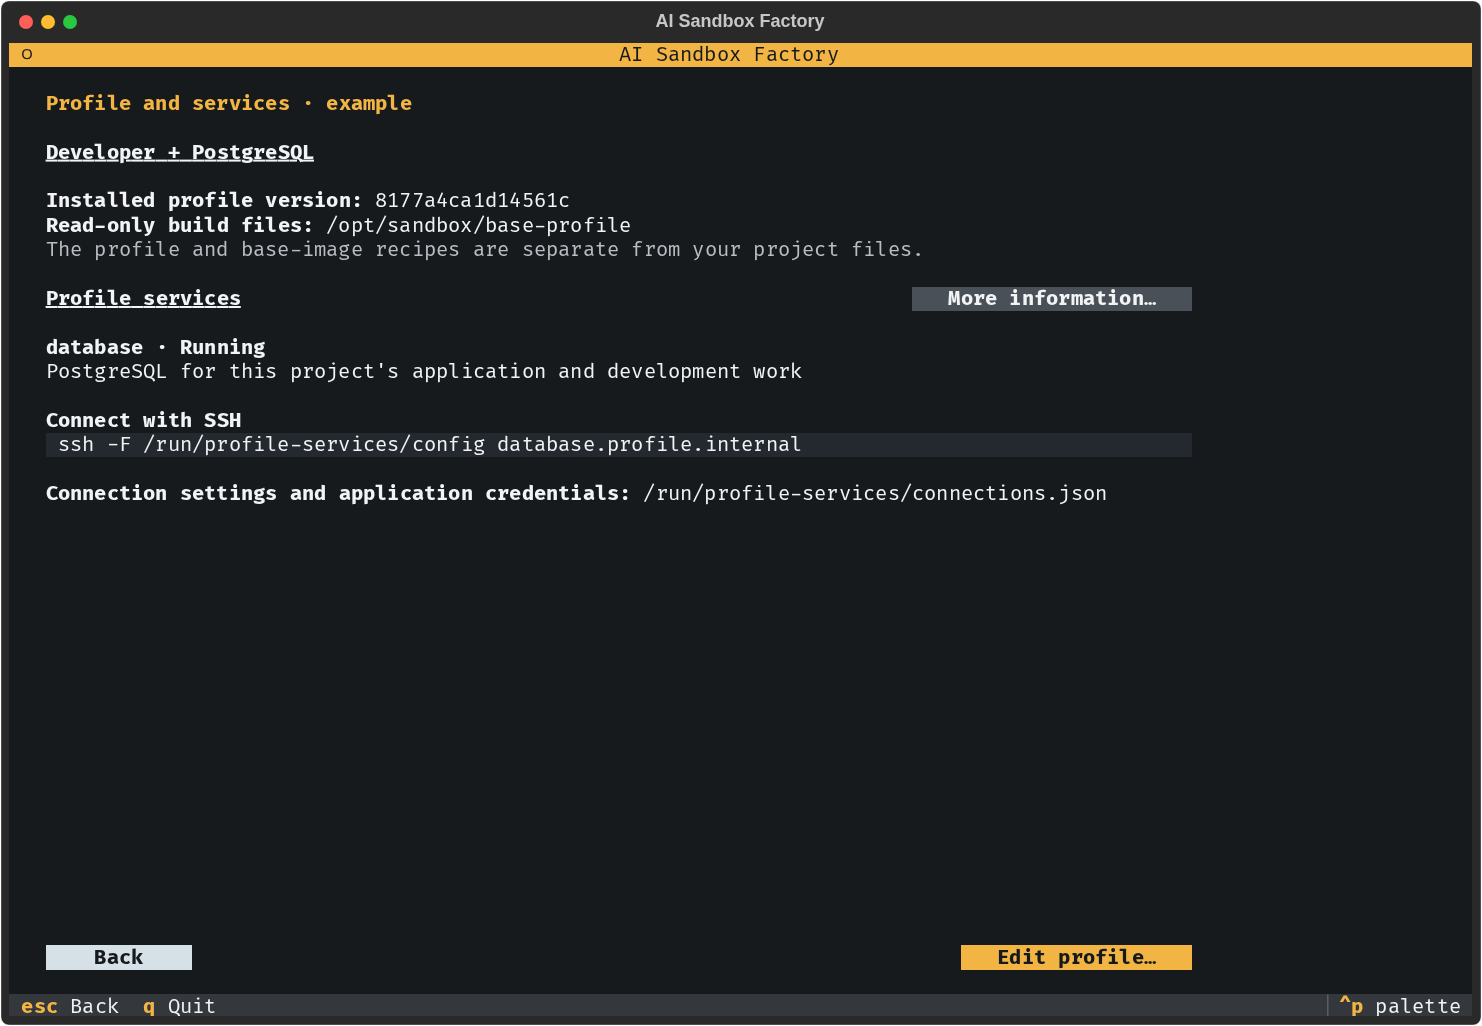 AI Sandbox Factory
O AI Sandbox Factory
Profile and services · example
Developer + PostgreSQL
Installed profile version: 8177a4ca1d14561c
Read-only build files: /opt/sandbox/base-profile
The profile and base-image recipes are separate from your project files.
Profile services More information…
database · Running
PostgreSQL for this project's application and development work
Connect with SSH
ssh -F /run/profile-services/config database.profile.internal
Connection settings and application credentials: /run/profile-services/connections.json
Back Edit profile…
esc Back q Quit ^p palette